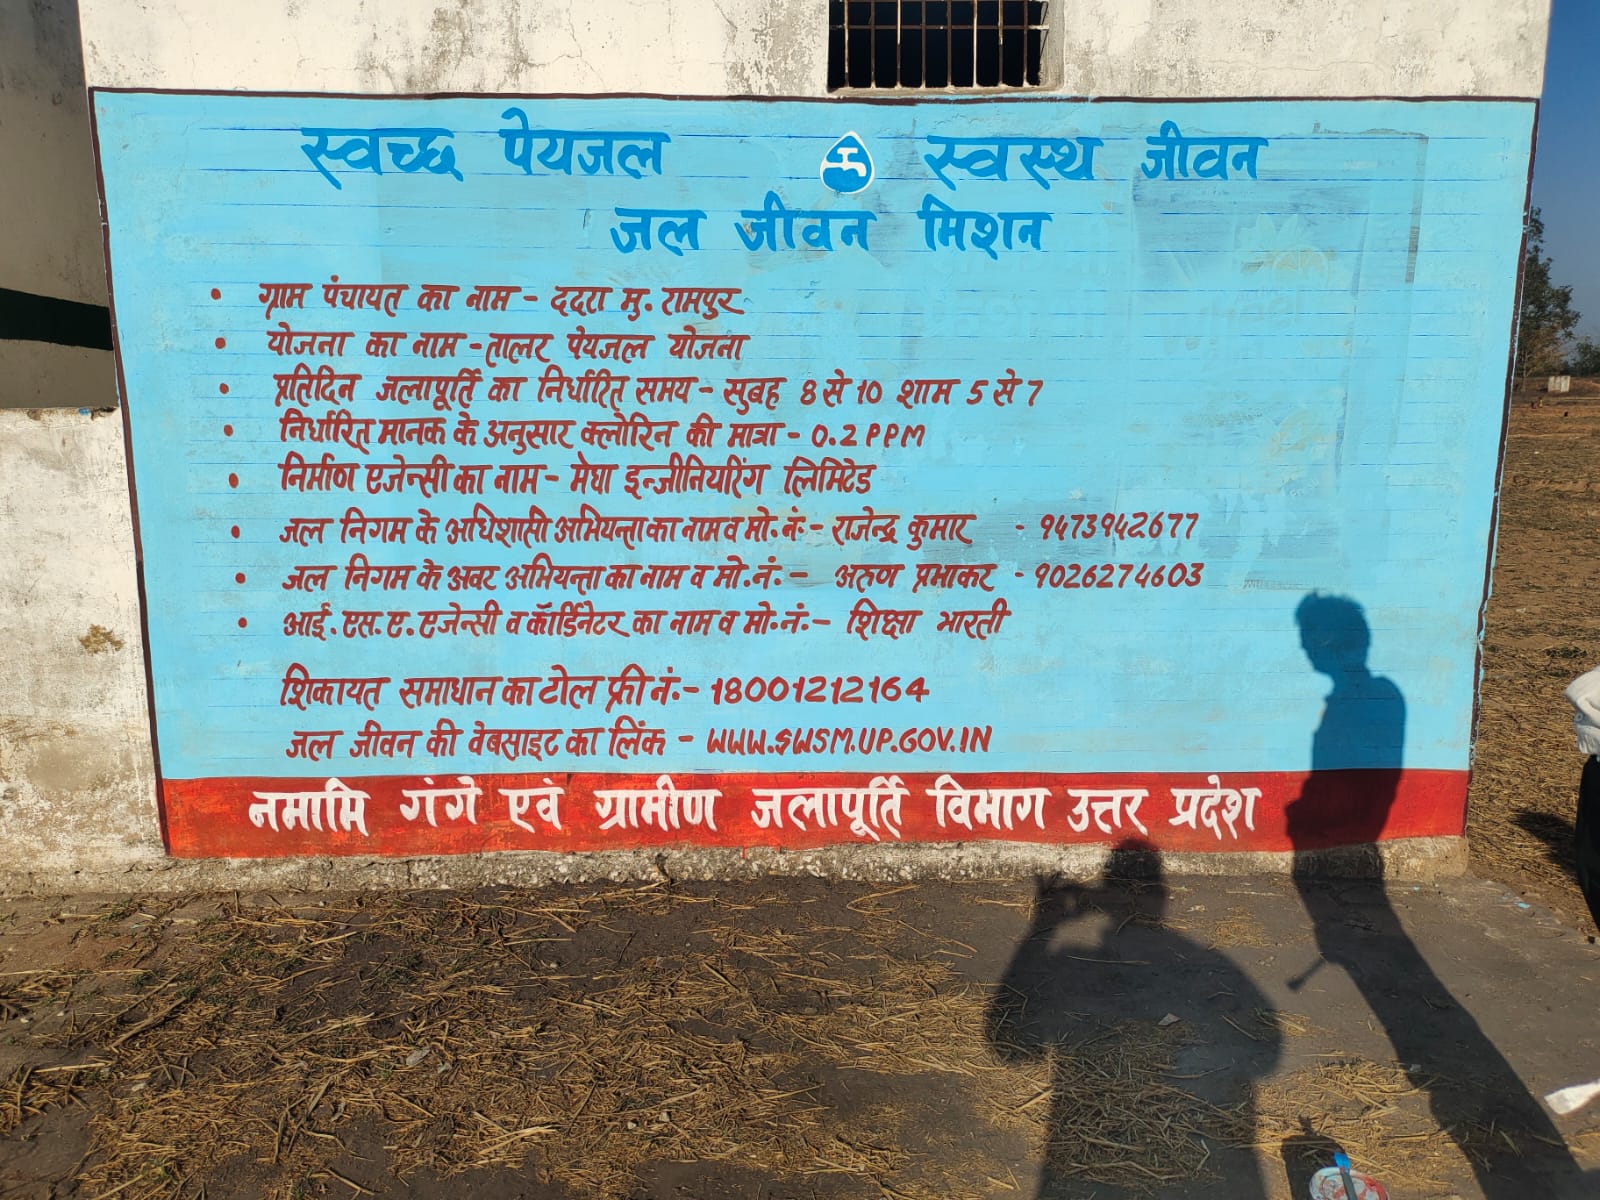 स्वच्छ पेयजल स्वस्थ जीवन
जल जीवन मिशन
• ग्राम पंचायत का नाम - ददरा मु. रामपुर
• योजना का नाम - तालर पेयजल योजना
• प्रतिदिन जलापूर्ति का निर्धारित समय - सुबह 8 से 10 शाम 5 से 7
• निर्धारित मानक के अनुसार क्लोरिन की मात्रा - 0.2 PPM
• निर्माण एजेन्सी का नाम - मेघा इन्जीनियरिंग लिमिटेड
• जल निगम के अधिशासी अभियन्ता का नाम व मो.नं.- राजेन्द्र कुमार - 9473942677
• जल निगम के अवर अभियन्ता का नाम व मो.नं.- अरुण प्रभाकर - 9026274603
• आई.एस.ए.एजेन्सी व कॉर्डिनेटर का नाम व मो.नं.- शिक्षा भारती
शिकायत समाधान का टोल फ्री नं.- 18001212164
जल जीवन की वेबसाइट का लिंक - WWW.SWSM.UP.GOV.IN
नमामि गंगे एवं ग्रामीण जलापूर्ति विभाग उत्तर प्रदेश